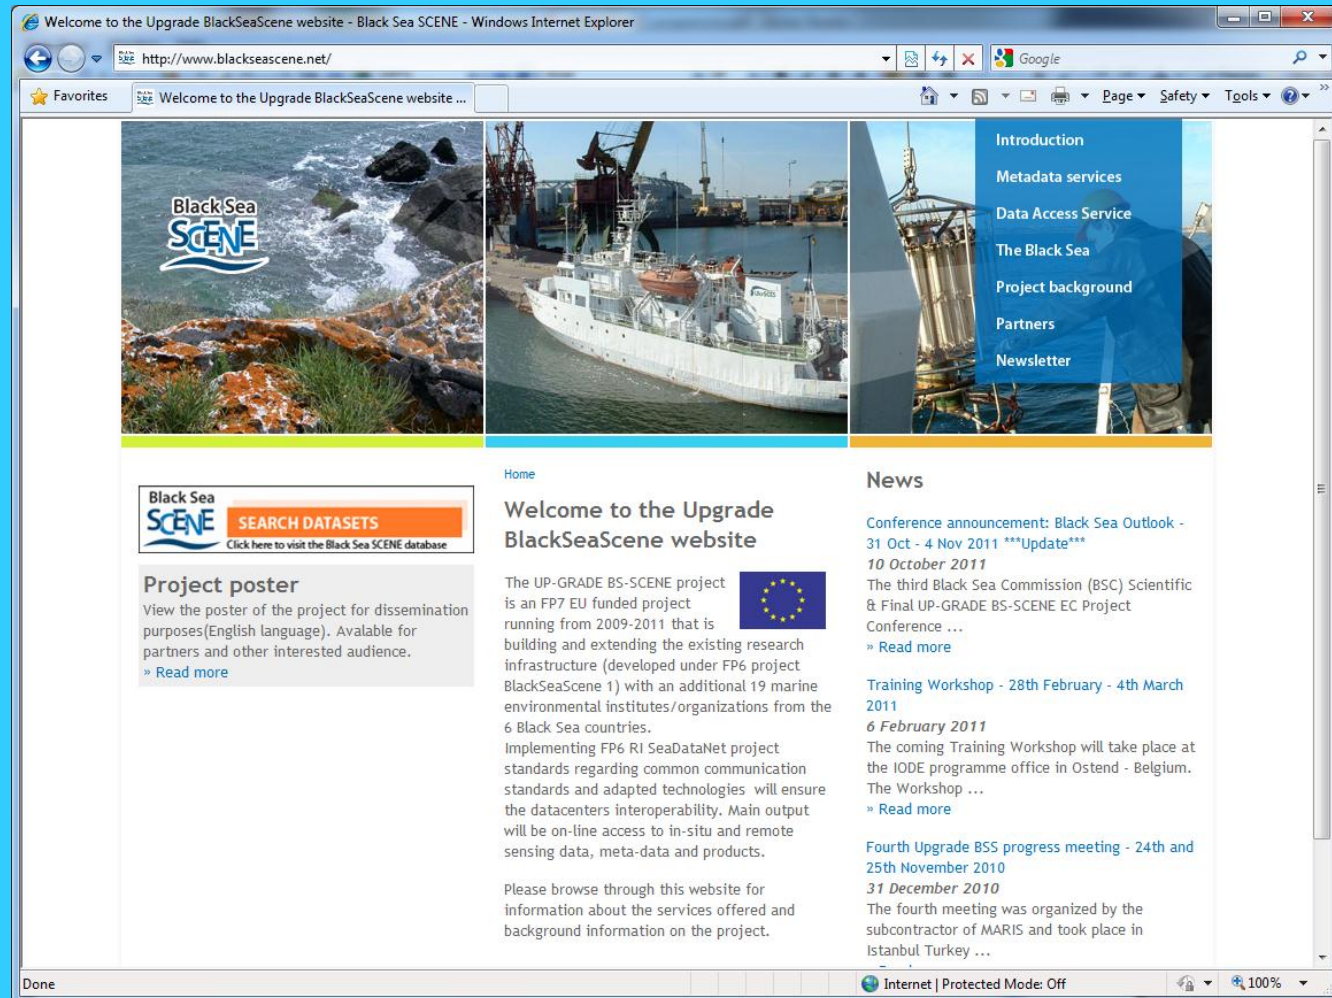 Welcome to the Upgrade BlackSeaScene website - Black Sea SCENE - Windows Internet Explorer
http://www.blackseascene.net/
Google
Favorites
Welcome to the Upgrade BlackSeaScene website ...
Page
Safety
Tools
Black Sea
SCENE
UkrSCES
Introduction
Metadata services
Data Access Service
The Black Sea
Project background
Partners
Newsletter
Black Sea
SCENE
SEARCH DATASETS
Click here to visit the Black Sea SCENE database
Project poster
View the poster of the project for dissemination
purposes(English language). Avalable for
partners and other interested audience.
» Read more
Home
Welcome to the Upgrade
BlackSeaScene website
The UP-GRADE BS-SCENE project
is an FP7 EU funded project
running from 2009-2011 that is
building and extending the existing research
infrastructure (developed under FP6 project
BlackSeaScene 1) with an additional 19 marine
environmental institutes/organizations from the
6 Black Sea countries.
Implementing FP6 RI SeaDataNet project
standards regarding common communication
standards and adapted technologies will ensure
the datacenters interoperability. Main output
will be on-line access to in-situ and remote
sensing data, meta-data and products.
Please browse through this website for
information about the services offered and
background information on the project.
News
Conference announcement: Black Sea Outlook -
31 Oct - 4 Nov 2011 ***Update***
10 October 2011
The third Black Sea Commission (BSC) Scientific
& Final UP-GRADE BS-SCENE EC Project
Conference ...
» Read more
Training Workshop - 28th February - 4th March
2011
6 February 2011
The coming Training Workshop will take place at
the IODE programme office in Ostend - Belgium.
The Workshop ...
» Read more
Fourth Upgrade BSS progress meeting - 24th and
25th November 2010
31 December 2010
The fourth meeting was organized by the
subcontractor of MARIS and took place in
Istanbul Turkey ...
Done
Internet | Protected Mode: Off
100%